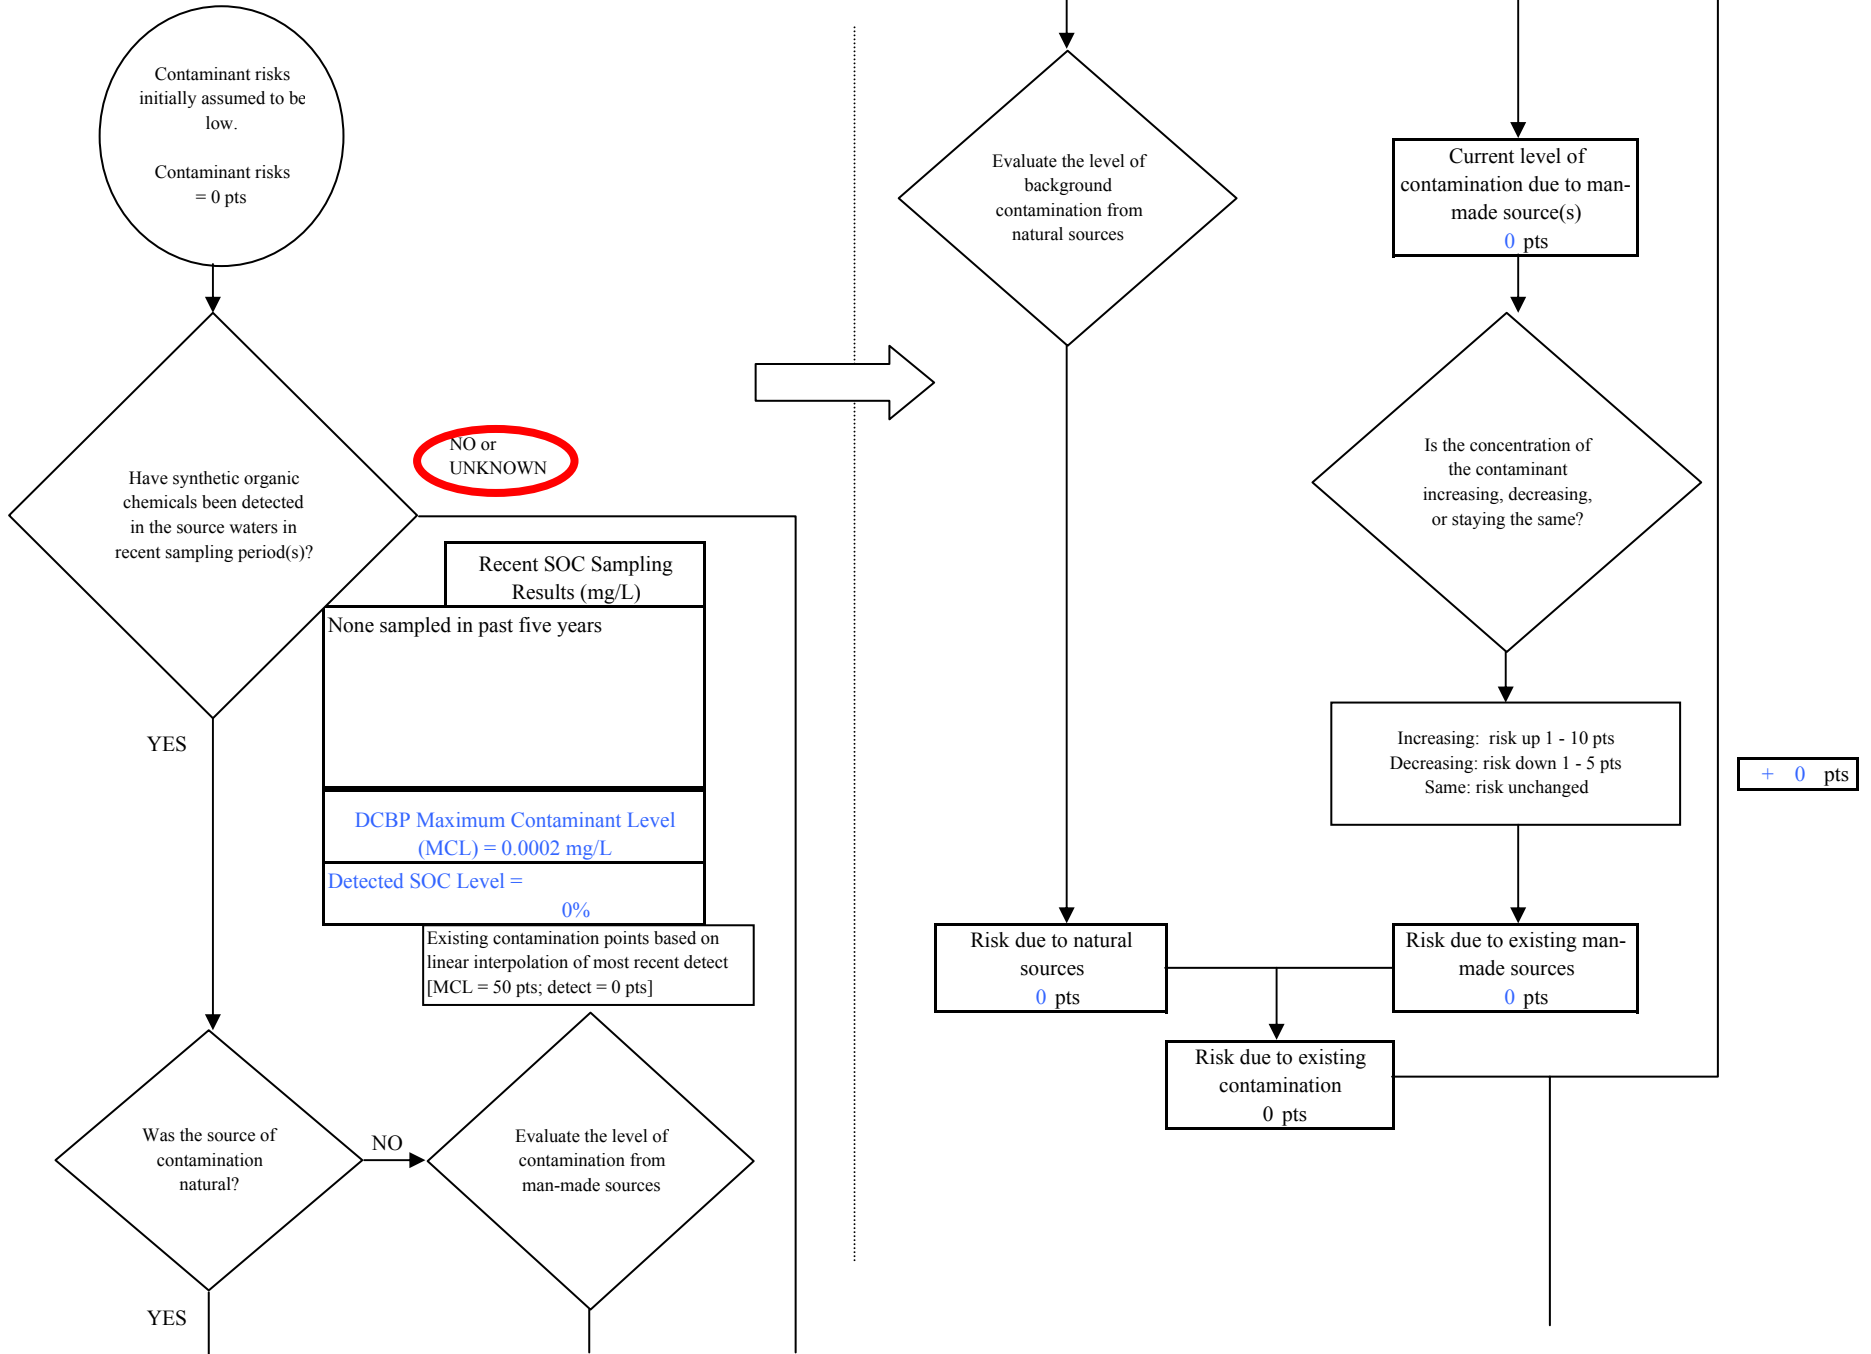 Contaminant risks
initially assumed to be
low.
Contaminant risks
= 0 pts
Have synthetic organic
chemicals been detected
in the source waters in
recent sampling period(s)?
NO or
UNKNOWN
Recent SOC Sampling
Results (mg/L)
None sampled in past five years
DCBP Maximum Contaminant Level
(MCL) = 0.0002 mg/L
Detected SOC Level =
0%
Existing contamination points based on
linear interpolation of most recent detect
[MCL = 50 pts; detect = 0 pts]
YES
Was the source of
contamination
natural?
NO
Evaluate the level of
contamination from
man-made sources
YES
Evaluate the level of
background
contamination from
natural sources
Current level of
contamination due to man-
made source(s)
0 pts
Is the concentration of
the contaminant
increasing, decreasing,
or staying the same?
Increasing: risk up 1 - 10 pts
Decreasing: risk down 1 - 5 pts
Same: risk unchanged
+ 0 pts
Risk due to natural
sources
0 pts
Risk due to existing man-
made sources
0 pts
Risk due to existing
contamination
0 pts